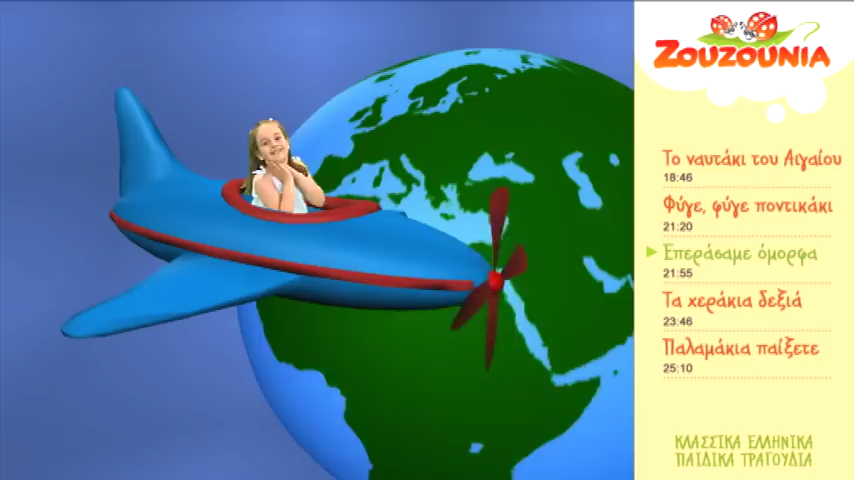 ZOUZOUNIA
Το ναυτάκι του Αιγαίου
18:46
Φύγε, φύγε ποντικάκι
21:20
Επεράσαμε όμορφα
21:55
Τα χεράκια δεξιά
23:46
Παλαμάκια παίξετε
25:10
ΚΛΑΣΣΙΚΑ ΕΛΛΗΝΙΚΑ
ΠΑΙΔΙΚΑ ΤΡΑΓΟΥΔΙΑ